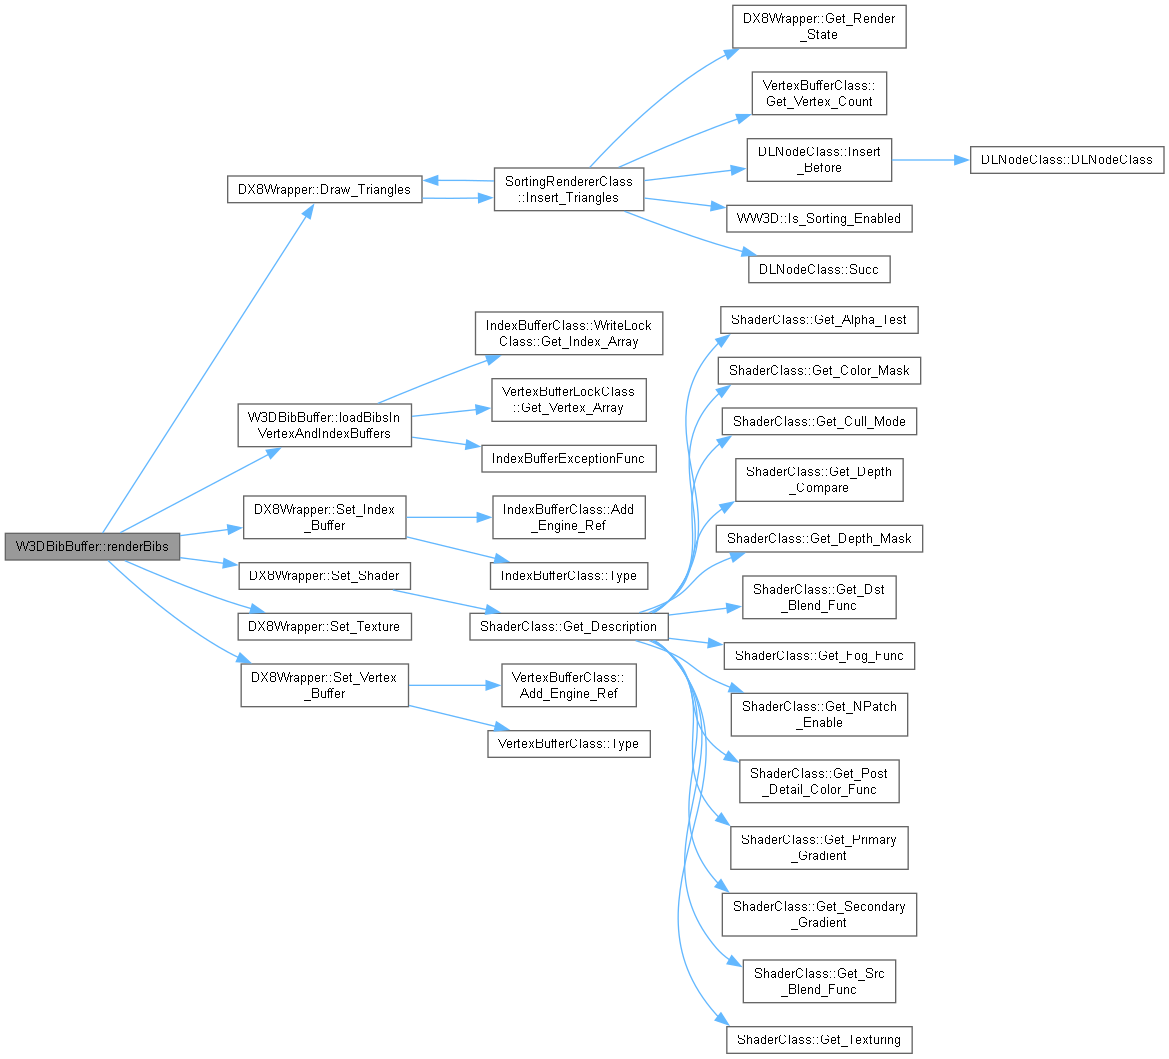 DX8Wrapper::Get_Render
_State
VertexBufferClass::
Get_Vertex_Count
DLNodeClass::Insert
_Before
DLNodeClass::DLNodeClass
SortingRendererClass
::Insert_Triangles
DX8Wrapper::Draw_Triangles
WW3D::Is_Sorting_Enabled
DLNodeClass::Succ
IndexBufferClass::WriteLock
Class::Get_Index_Array
ShaderClass::Get_Alpha_Test
ShaderClass::Get_Color_Mask
VertexBufferLockClass
::Get_Vertex_Array
W3DBibBuffer::loadBibsIn
VertexAndIndexBuffers
ShaderClass::Get_Cull_Mode
IndexBufferExceptionFunc
ShaderClass::Get_Depth
_Compare
DX8Wrapper::Set_Index
_Buffer
IndexBufferClass::Add
_Engine_Ref
ShaderClass::Get_Depth_Mask
W3DBibBuffer::renderBibs
DX8Wrapper::Set_Shader
IndexBufferClass::Type
ShaderClass::Get_Dst
_Blend_Func
DX8Wrapper::Set_Texture
ShaderClass::Get_Description
ShaderClass::Get_Fog_Func
DX8Wrapper::Set_Vertex
_Buffer
VertexBufferClass::
Add_Engine_Ref
ShaderClass::Get_NPatch
_Enable
VertexBufferClass::Type
ShaderClass::Get_Post
_Detail_Color_Func
ShaderClass::Get_Primary
_Gradient
ShaderClass::Get_Secondary
_Gradient
ShaderClass::Get_Src
_Blend_Func
ShaderClass::Get_Texturing